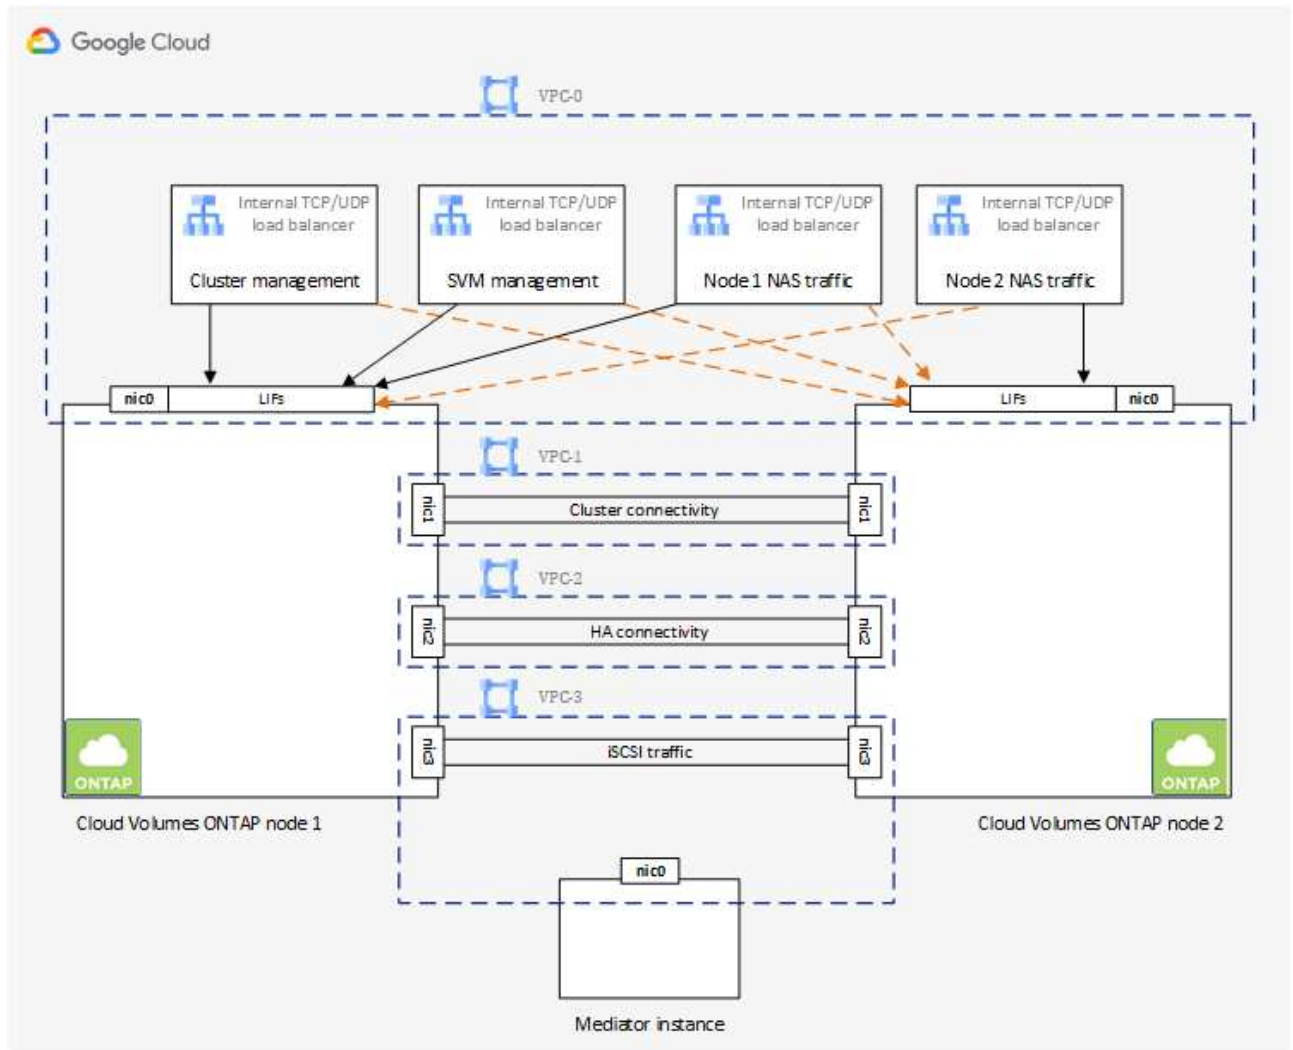 Google Cloud
VPC-0
Internal TCP/UDP
load balancer
Cluster management
Internal TCP/UDP
load balancer
SVM management
Internal TCP/UDP
load balancer
Node 1 NAS traffic
Internal TCP/UDP
load balancer
Node 2 NAS traffic
nic0
LIFs
LIFs
nic0
VPC-1
nic1
Cluster connectivity
nic1
VPC-2
nic2
HA connectivity
nic2
VPC-3
nic3
iSCSI traffic
nic3
ONTAP
ONTAP
Cloud Volumes ONTAP node 1
Cloud Volumes ONTAP node 2
nic0
Mediator instance